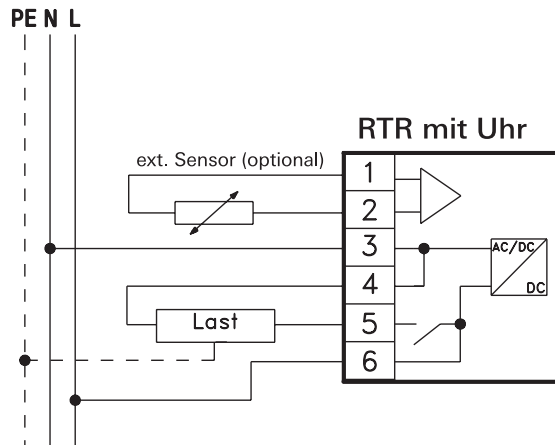 PE N L
RTR mit Uhr
ext. Sensor (optional)
1
2
3
4
5
6
AC/DC
DC
Last